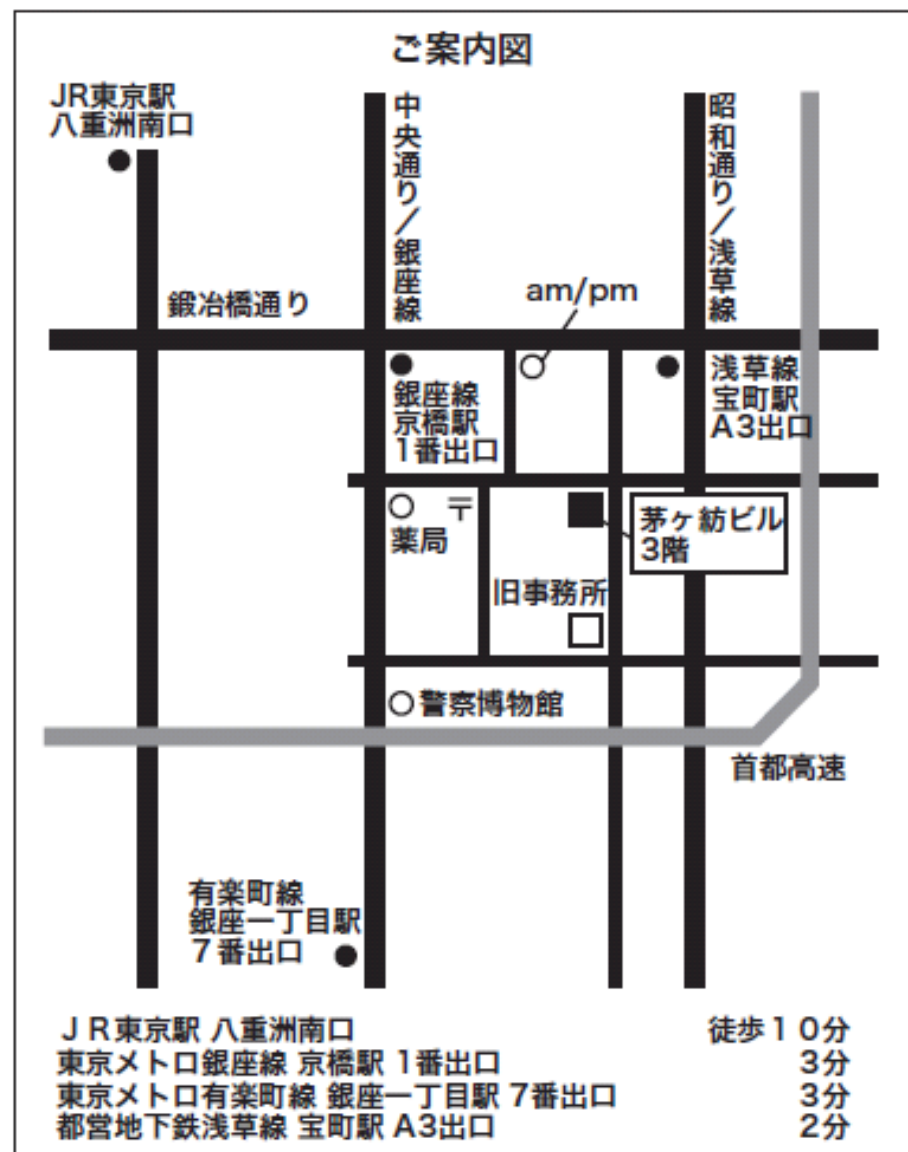 ご案内図
JR東京駅
八重洲南口
中央通り／銀座線
昭和通り／浅草線
鍛冶橋通り
am/pm
銀座線
京橋駅
1番出口
浅草線
宝町駅
A3出口
〒
薬局
茅ヶ紡ビル
3階
旧事務所
警察博物館
首都高速
有楽町線
銀座一丁目駅
７番出口
ＪＲ東京駅 八重洲南口 徒歩１０分
東京メトロ銀座線 京橋駅 1番出口 3分
東京メトロ有楽町線 銀座一丁目駅 7番出口 3分
都営地下鉄浅草線 宝町駅 A3出口 2分